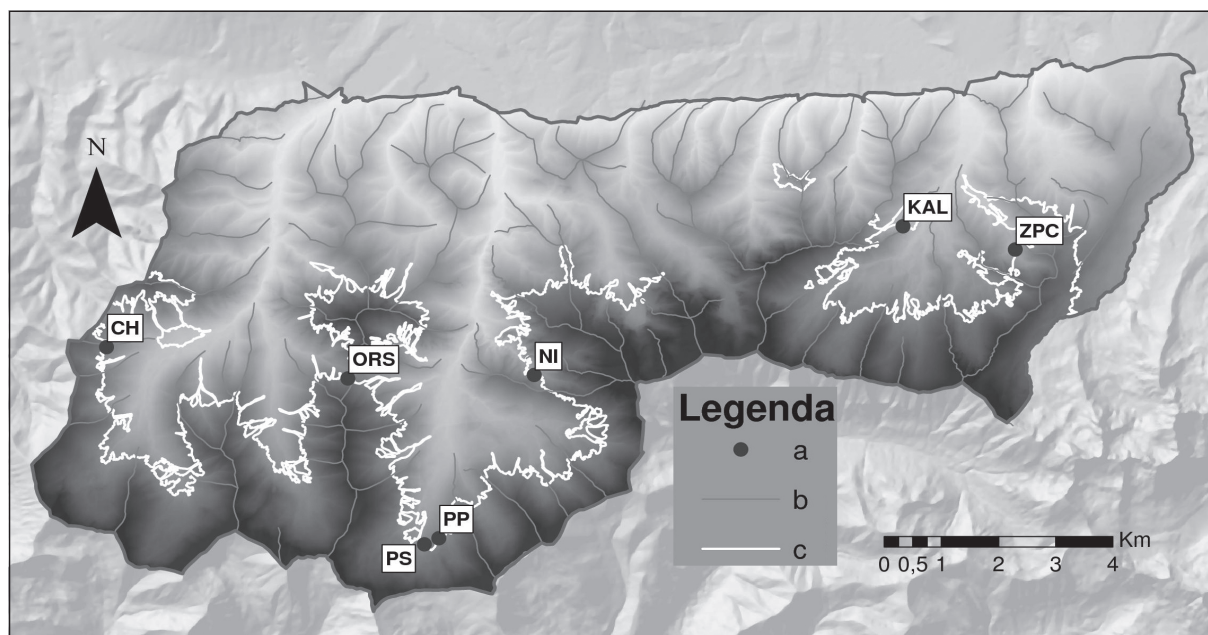 N
KAL
ZPC
CH
ORS
NI
PP
PS
Legenda
a
b
c
Km
0 0,5 1 2 3 4